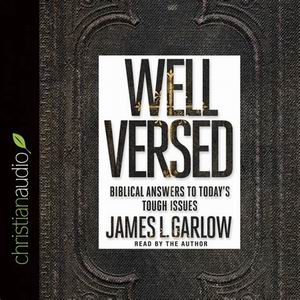 WELL
VERSED
BIBLICAL ANSWERS TO TODAY'S
TOUGH ISSUES
JAMES L. GARLOW
READ BY THE AUTHOR
christianaudio